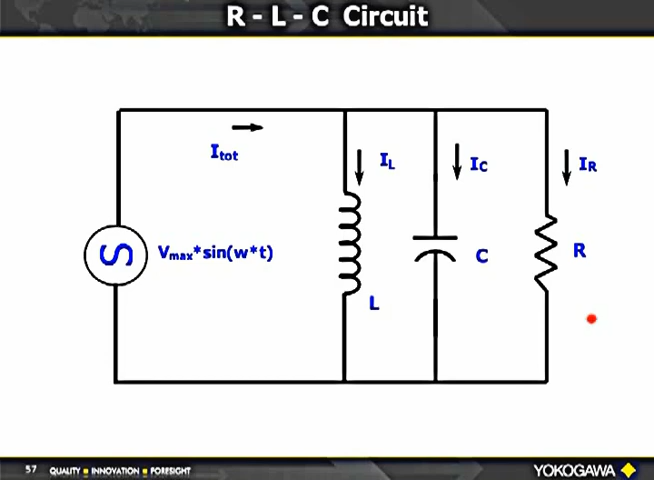 R - L - C Circuit
Itot
IL
IC
IR
Vmax*sin(w*t)
C
R
L
57 QUALITY INNOVATION FORESIGHT
YOKOGAWA